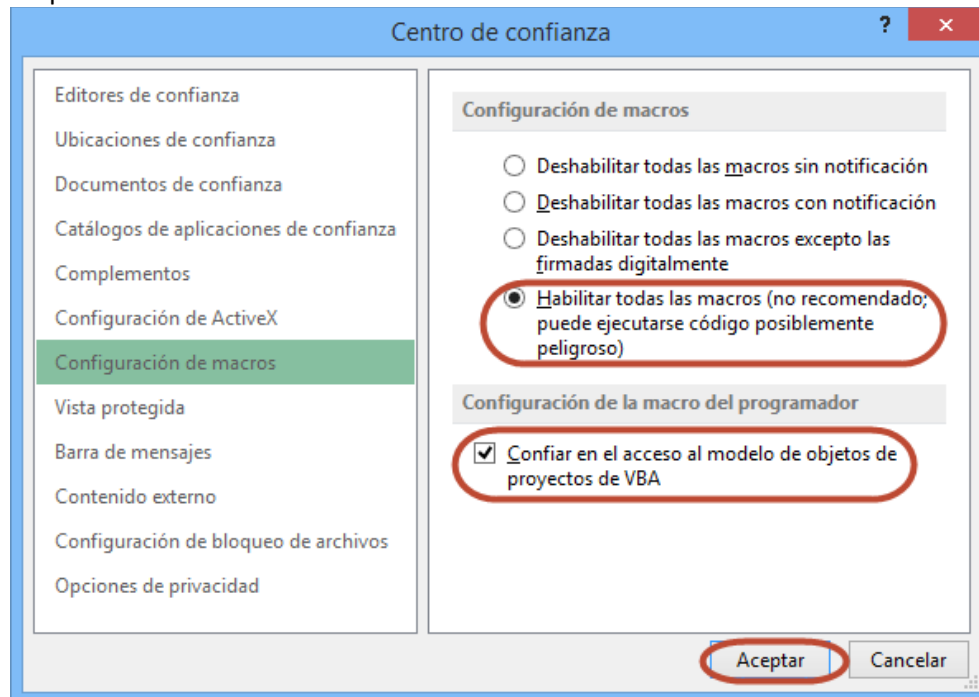 Centro de confianza
?
×
Editores de confianza
Ubicaciones de confianza
Documentos de confianza
Catálogos de aplicaciones de confianza
Complementos
Configuración de ActiveX
Configuración de macros
Vista protegida
Barra de mensajes
Contenido externo
Configuración de bloqueo de archivos
Opciones de privacidad
Configuración de macros
Deshabilitar todas las macros sin notificación
Deshabilitar todas las macros con notificación
Deshabilitar todas las macros excepto las
firmadas digitalmente
Habilitar todas las macros (no recomendado;
puede ejecutarse código posiblemente
peligroso)
Configuración de la macro del programador
Confiar en el acceso al modelo de objetos de
proyectos de VBA
Aceptar
Cancelar